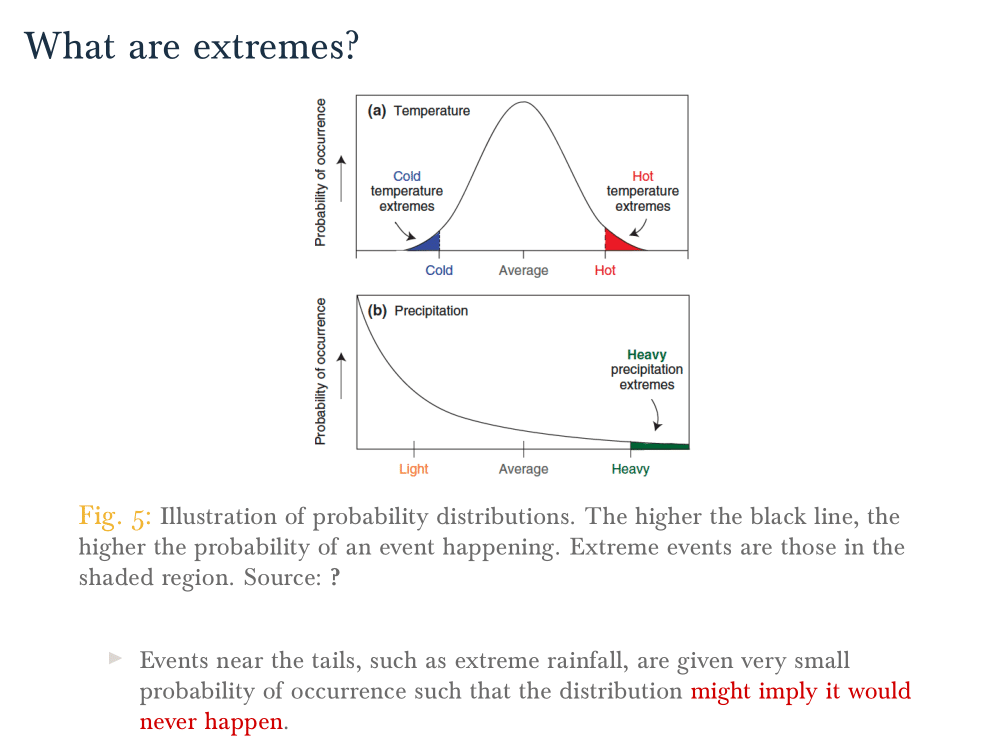 What are extremes?
Probability of occurrence
(a) Temperature
Cold
temperature
extremes
Hot
temperature
extremes
Cold
Average
Hot
Probability of occurrence
(b) Precipitation
Heavy
precipitation
extremes
Light
Average
Heavy
Fig. 5: Illustration of probability distributions. The higher the black line, the
higher the probability of an event happening. Extreme events are those in the
shaded region. Source: ?
Events near the tails, such as extreme rainfall, are given very small
probability of occurrence such that the distribution might imply it would
never happen.